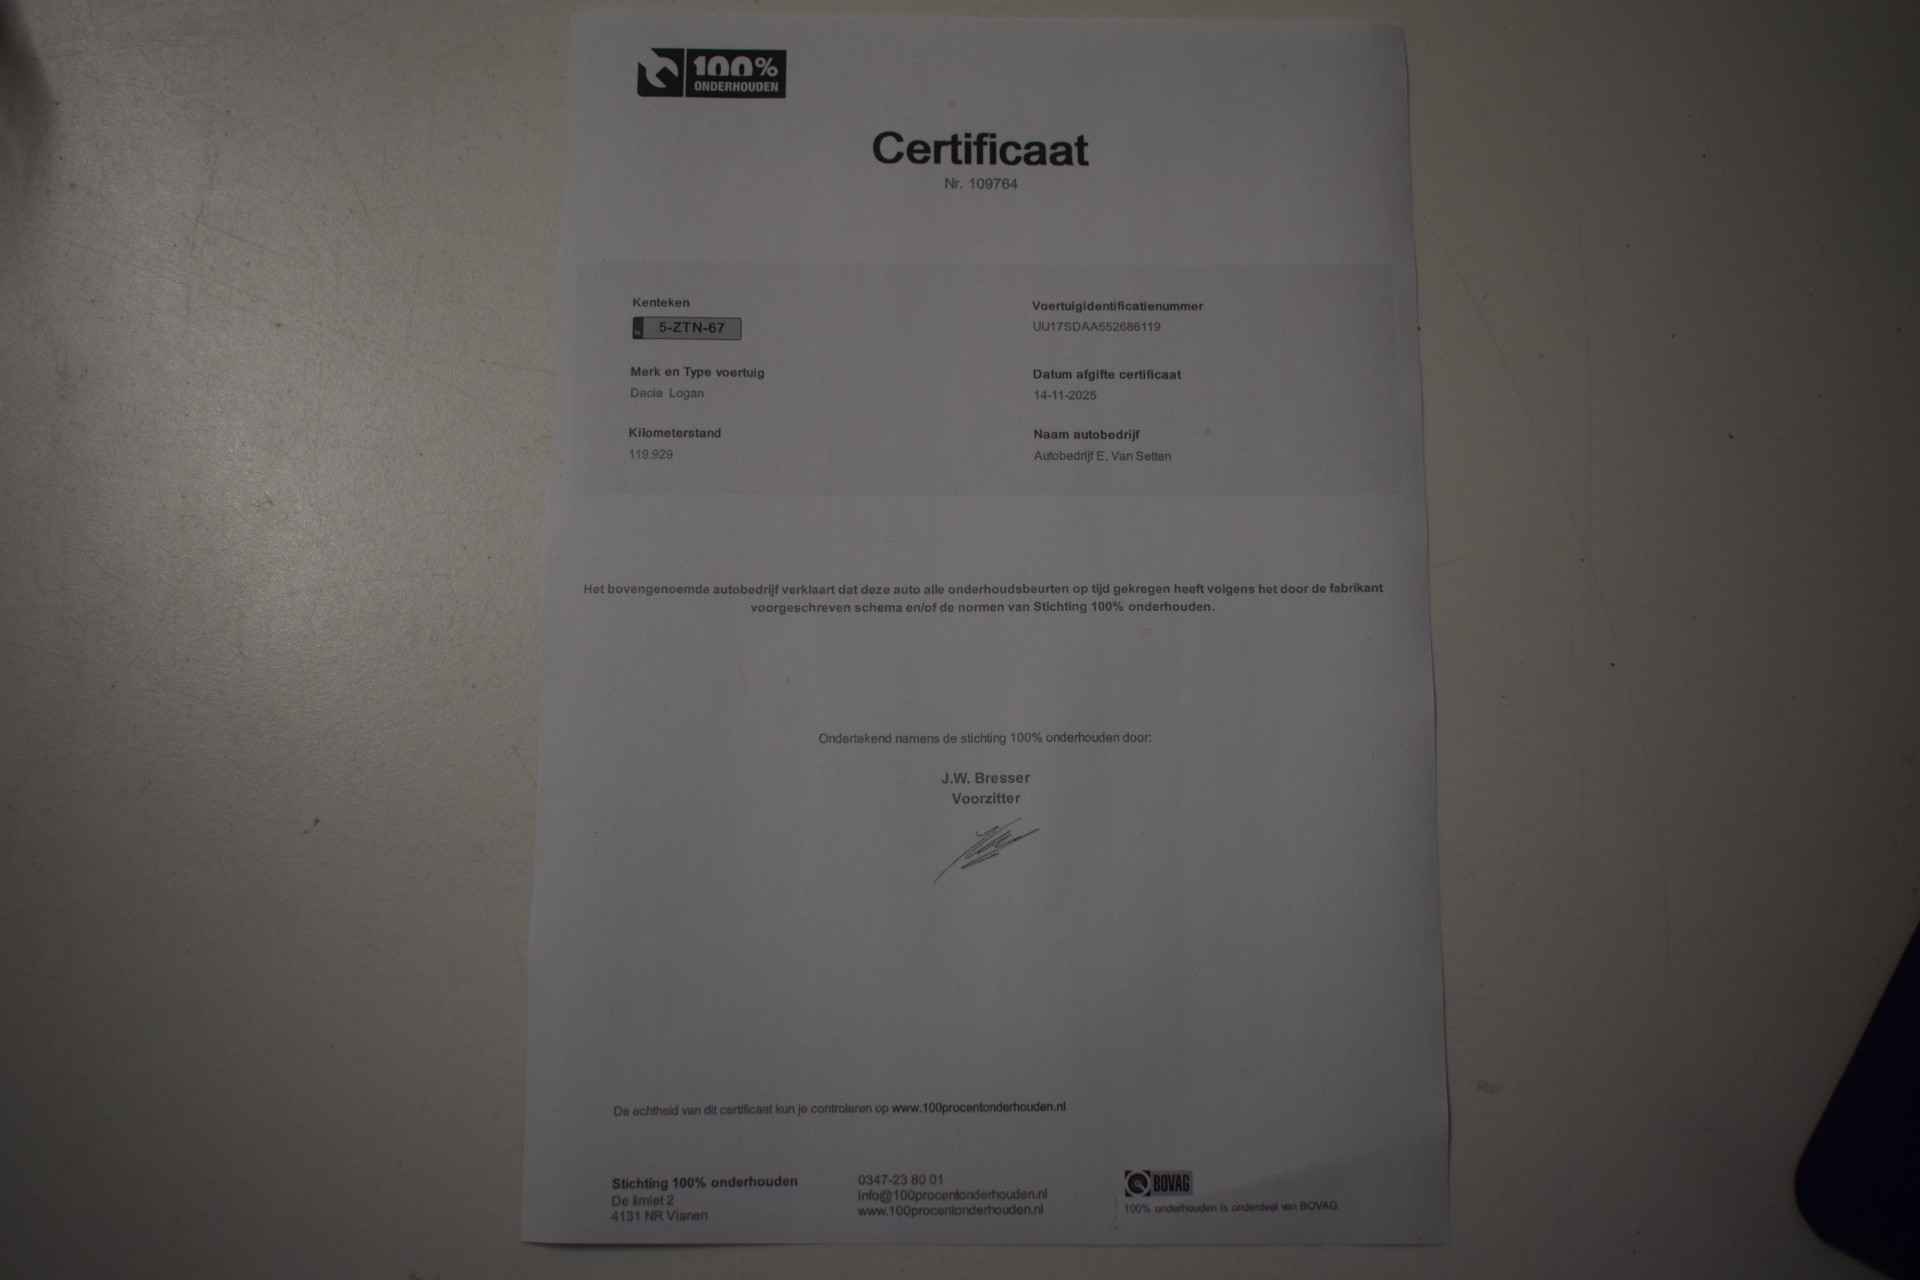 100%
ONDERHOUDEN
Certificaat
Nr. 109764
Kenteken
5-ZTN-67
Merk en Type voertuig
Dacia Logan
Kilometerstand
119.929
Voertuigidentificatienummer
UU17SDAA552686119
Datum afgifte certificaat
14-11-2025
Naam autobedrijf
Autobedrijf E. Van Setten
Het bovengenoemde autobedrijf verklaart dat deze auto alle onderhoudsbeurten op tijd gekregen heeft volgens het door de fabrikant
voorgeschreven schema en/of de normen van Stichting 100% onderhouden.
Ondertekend namens de stichting 100% onderhouden door:
J.W. Bresser
Voorzitter
De echtheid van dit certificaat kun je controleren op www.100procentonderhouden.nl
Stichting 100% onderhouden
De limiet 2
4131 NR Vianen
0347-23 80 01
info@100procentonderhouden.nl
www.100procentonderhouden.nl
BOVAG
100% onderhouden is onderdeel van BOVAG